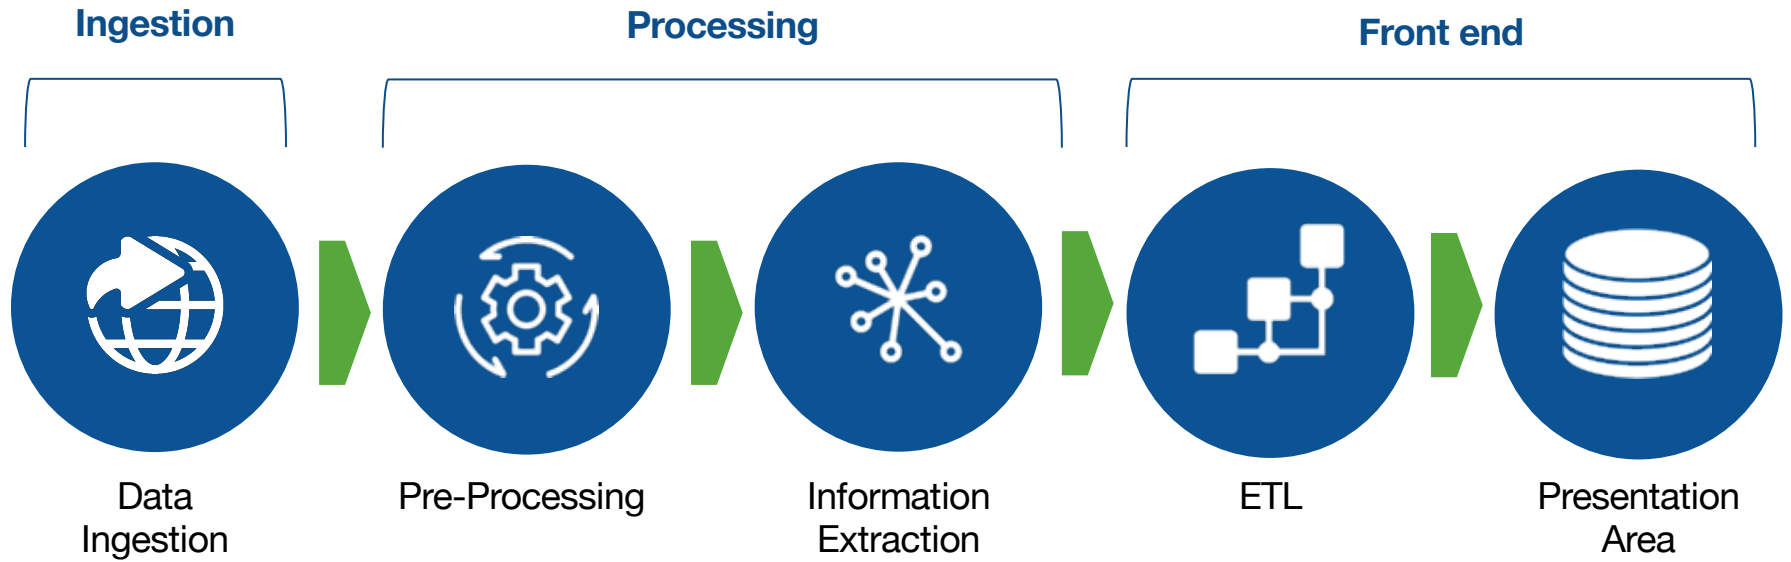 Ingestion
Processing
Front end
Data
Ingestion
Pre-Processing
Information
Extraction
ETL
Presentation
Area